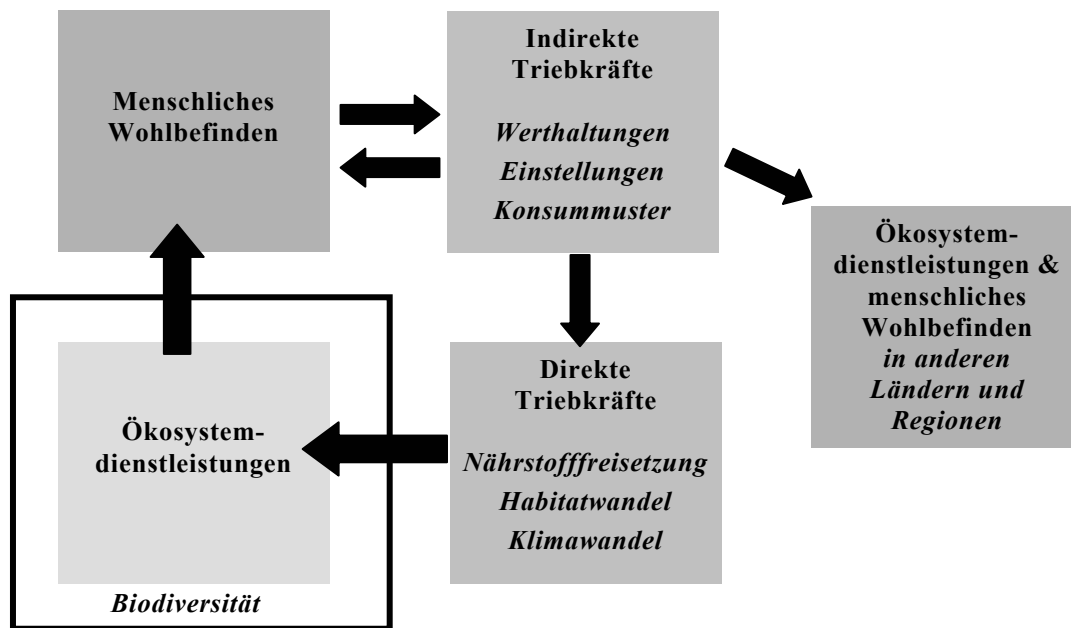 Menschliches
Wohlbefinden
Indirekte
Triebkräfte
Werthaltungen
Einstellungen
Konsummuster
Ökosystem-
dienstleistungen &
menschliches
Wohlbefinden
in anderen
Ländern und
Regionen
Ökosystem-
dienstleistungen
Biodiversität
Direkte
Triebkräfte
Nährstofffreisetzung
Habitatwandel
Klimawandel